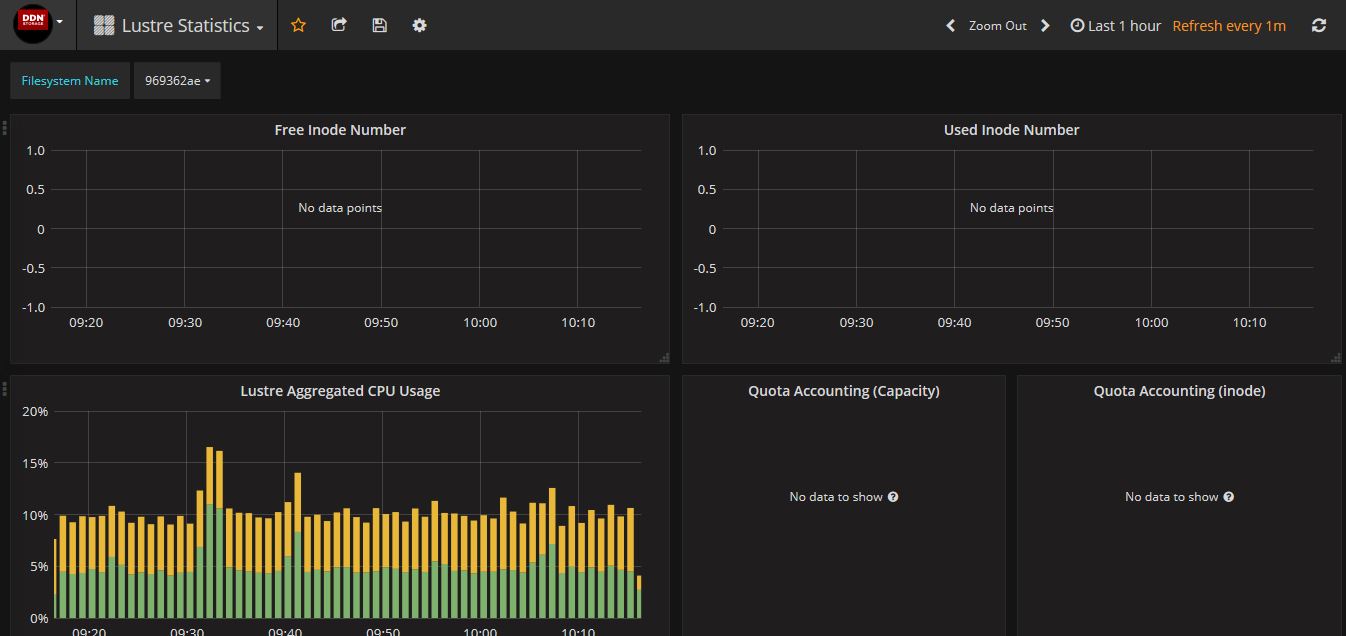 DDN
STORAGE
Lustre Statistics
Zoom Out
Last 1 hour
Refresh every 1m
Filesystem Name
969362ae
Free Inode Number
1.0
0.5
0
-0.5
-1.0
No data points
09:20 09:30 09:40 09:50 10:00 10:10
Used Inode Number
1.0
0.5
0
-0.5
-1.0
No data points
09:20 09:30 09:40 09:50 10:00 10:10
Lustre Aggregated CPU Usage
20%
15%
10%
5%
0%
09:20 09:30 09:40 09:50 10:00 10:10
Quota Accounting (Capacity)
No data to show
Quota Accounting (inode)
No data to show